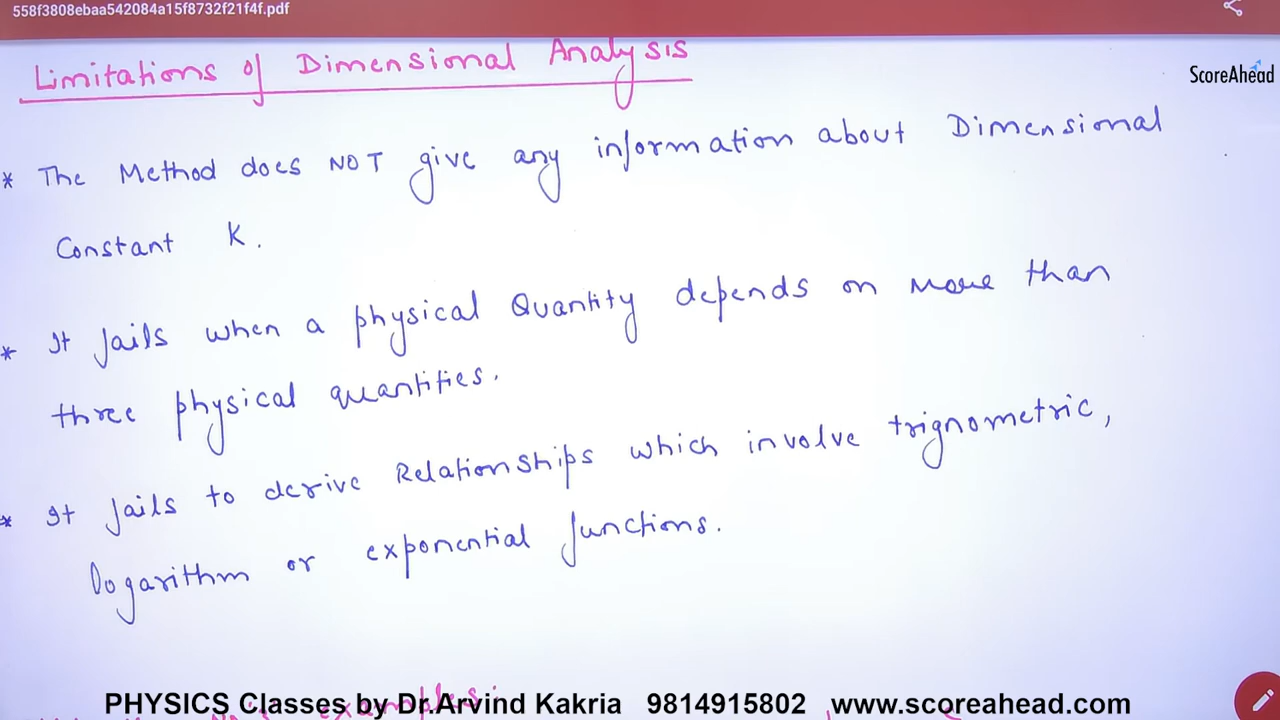 558f3808ebaa542084a15f8732f21f4f.pdf
Limitations of Dimensional Analysis
ScoreAhead
* The Method does NOT give any information about Dimensional
Constant K.
* It fails when a physical Quantity depends on more than
three physical quantities.
* It fails to derive Relationships which involve trignometric,
logarithm or exponential functions.
examples:
PHYSICS Classes by Dr.Arvind Kakria 9814915802 www.scoreahead.com